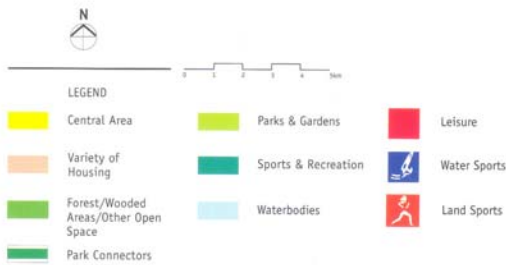 N
0 1 2 3 4 5km
LEGEND
Central Area
Variety of
Housing
Forest/Wooded
Areas/Other Open
Space
Park Connectors
Parks & Gardens
Sports & Recreation
Waterbodies
Leisure
Water Sports
Land Sports